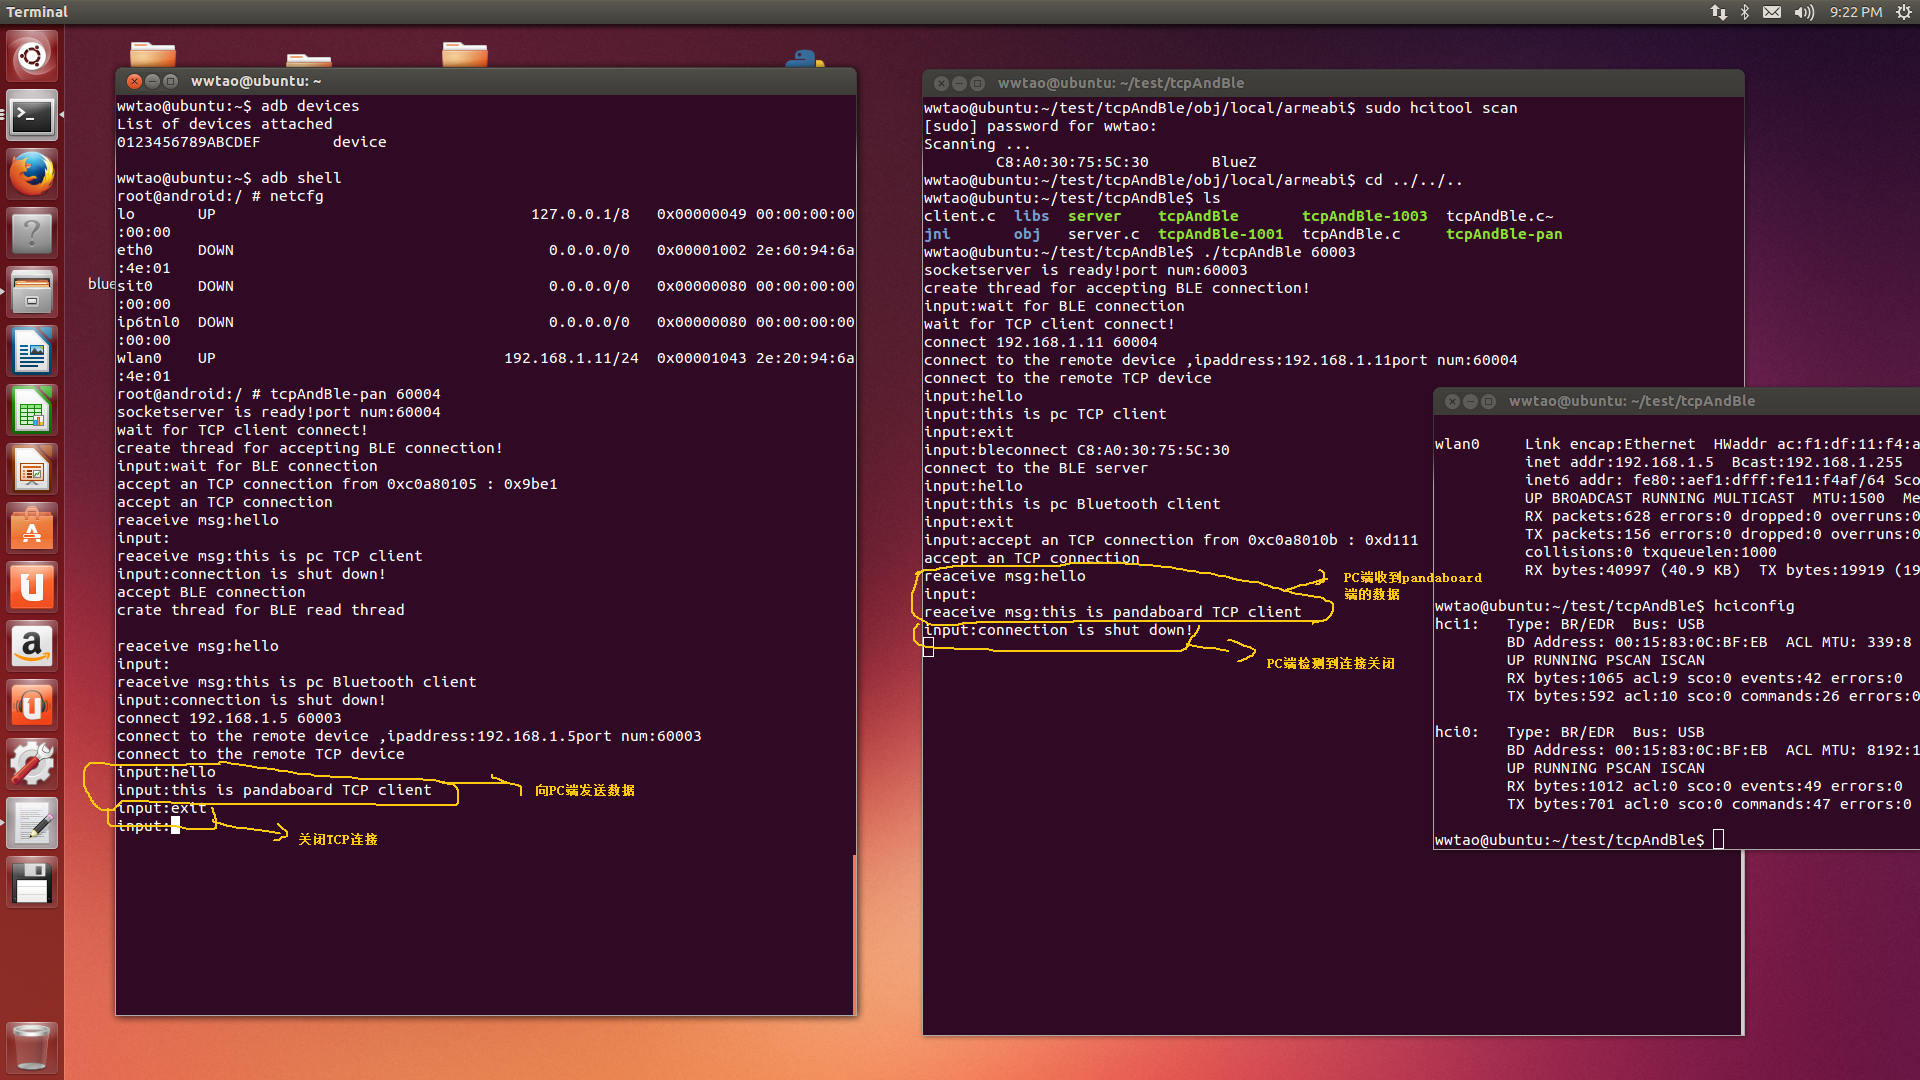 Terminal
9:22 PM
blue
wwtao@ubuntu: ~
wwtao@ubuntu:~$ adb devices
List of devices attached
0123456789ABCDEF        device
wwtao@ubuntu:~$ adb shell
root@android:/ # netcfg
lo       UP                                   127.0.0.1/8   0x00000049 00:00:00:00
:00:00
eth0     DOWN                                   0.0.0.0/0   0x00001002 2e:60:94:6a
:4e:01
sit0     DOWN                                   0.0.0.0/0   0x00000080 00:00:00:00
:00:00
ip6tnl0  DOWN                                   0.0.0.0/0   0x00000080 00:00:00:00
:00:00
wlan0    UP                                192.168.1.11/24  0x00001043 2e:20:94:6a
:4e:01
root@android:/ # tcpAndBle-pan 60004
socketserver is ready!port num:60004
wait for TCP client connect!
create thread for accepting BLE connection!
input:wait for BLE connection
accept an TCP connection from 0xc0a80105 : 0x9be1
accept an TCP connection
reaceive msg:hello
input:
reaceive msg:this is pc TCP client
input:connection is shut down!
accept BLE connection
crate thread for BLE read thread
reaceive msg:hello
input:
reaceive msg:this is pc Bluetooth client
input:connection is shut down!
connect 192.168.1.5 60003
connect to the remote device ,ipaddress:192.168.1.5port num:60003
connect to the remote TCP device
input:hello
input:this is pandaboard TCP client
向PC端发送数据
input:exit
input:
关闭TCP连接
wwtao@ubuntu: ~/test/tcpAndBle
wwtao@ubuntu:~/test/tcpAndBle/obj/local/armeabi$ sudo hcitool scan
[sudo] password for wwtao:
Scanning ...
C8:A0:30:75:5C:30       BlueZ
wwtao@ubuntu:~/test/tcpAndBle/obj/local/armeabi$ cd ../../..
wwtao@ubuntu:~/test/tcpAndBle$ ls
client.c  libs  server    tcpAndBle       tcpAndBle-1003  tcpAndBle.c~
jni       obj   server.c  tcpAndBle-1001  tcpAndBle.c     tcpAndBle-pan
wwtao@ubuntu:~/test/tcpAndBle$ ./tcpAndBle 60003
socketserver is ready!port num:60003
create thread for accepting BLE connection!
input:wait for BLE connection
wait for TCP client connect!
connect 192.168.1.11 60004
connect to the remote device ,ipaddress:192.168.1.11port num:60004
connect to the remote TCP device
input:hello
input:this is pc TCP client
input:exit
input:bleconnect C8:A0:30:75:5C:30
connect to the BLE server
input:hello
input:this is pc Bluetooth client
input:exit
input:accept an TCP connection from 0xc0a8010b : 0xd111
accept an TCP connection
reaceive msg:hello
input:
reaceive msg:this is pandaboard TCP client
input:connection is shut down!
PC端收到pandaboard
端的数据
PC端检测到连接关闭
wwtao@ubuntu: ~/test/tcpAndBle
wlan0     Link encap:Ethernet  HWaddr ac:f1:df:11:f4:a
inet addr:192.168.1.5  Bcast:192.168.1.255
inet6 addr: fe80::aef1:dfff:fe11:f4af/64 Sco
UP BROADCAST RUNNING MULTICAST  MTU:1500  Me
RX packets:628 errors:0 dropped:0 overruns:0
TX packets:156 errors:0 dropped:0 overruns:0
collisions:0 txqueuelen:1000
RX bytes:40997 (40.9 KB)  TX bytes:19919 (19
wwtao@ubuntu:~/test/tcpAndBle$ hciconfig
hci1:   Type: BR/EDR  Bus: USB
BD Address: 00:15:83:0C:BF:EB  ACL MTU: 339:8
UP RUNNING PSCAN ISCAN
RX bytes:1065 acl:9 sco:0 events:42 errors:0
TX bytes:592 acl:10 sco:0 commands:26 errors:0
hci0:   Type: BR/EDR  Bus: USB
BD Address: 00:15:83:0C:BF:EB  ACL MTU: 8192:1
UP RUNNING PSCAN ISCAN
RX bytes:1012 acl:0 sco:0 events:49 errors:0
TX bytes:701 acl:0 sco:0 commands:47 errors:0
wwtao@ubuntu:~/test/tcpAndBle$